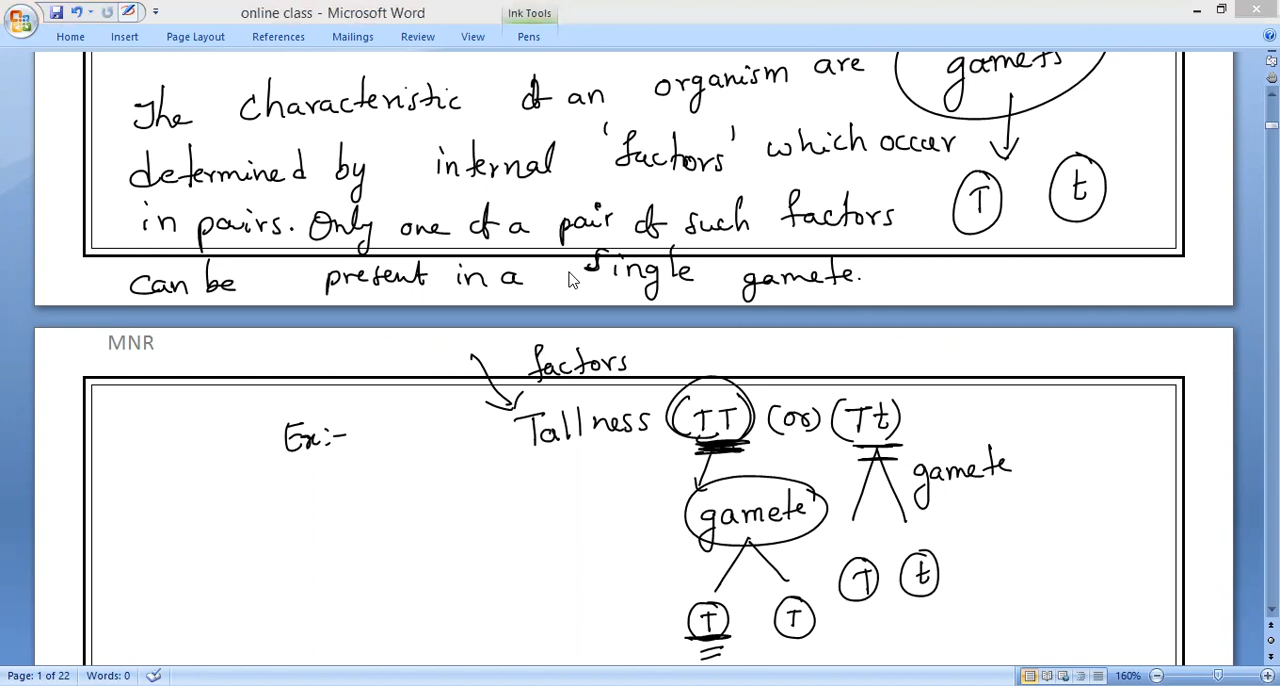 online class - Microsoft Word
Ink Tools
Home Insert Page Layout References Mailings Review View Pens
The characteristic of an organism are
determined by internal 'factors' which occur
in pairs. Only one of a pair of such factors
can be present in a single gamete.
gamets
T t
MNR
factors
Ex:- Tallness (TT) (or) (Tt)
gamete gamete
T t
T T
Page: 1 of 22 Words: 0 160%